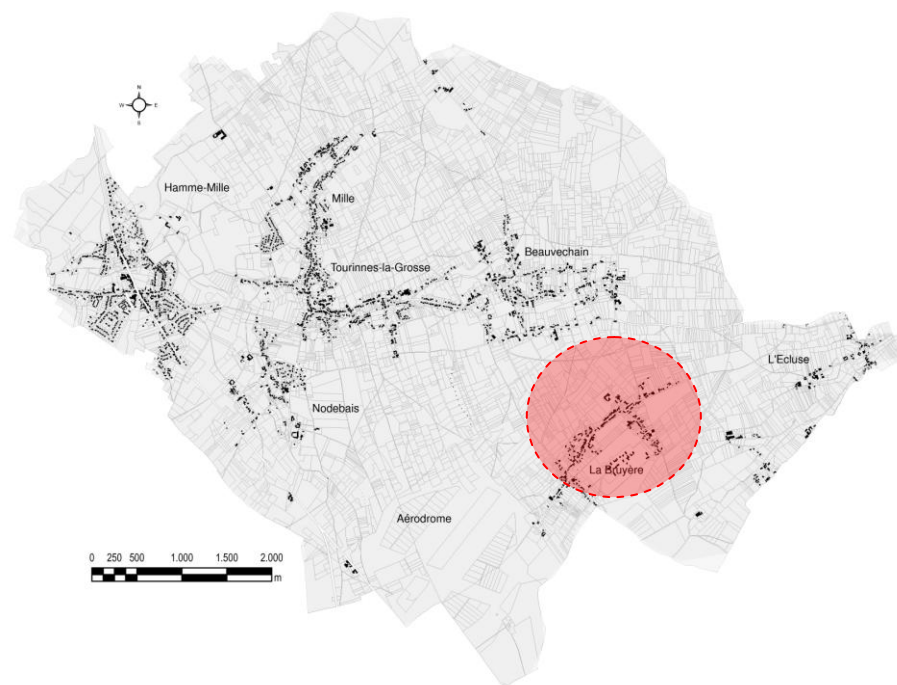 N
W E
S
Hamme-Mille
Mille
Tourinnes-la-Grosse
Beauvechain
L'Ecluse
Nodebais
La Bruyère
Aérodrome
0 250 500 1.000 1.500 2.000
m